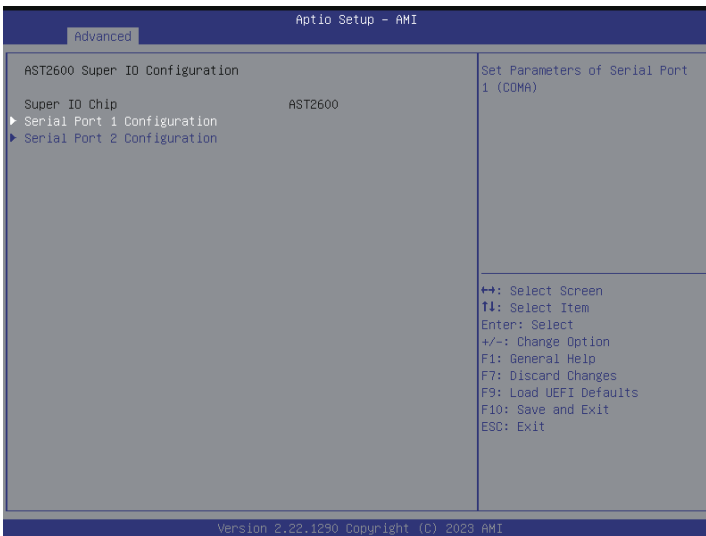 Aptio Setup – AMI
Advanced
AST2600 Super IO Configuration
Super IO Chip AST2600
Serial Port 1 Configuration
Serial Port 2 Configuration
Set Parameters of Serial Port
1 (COMA)
↔: Select Screen
↑↓: Select Item
Enter: Select
+/-: Change Option
F1: General Help
F7: Discard Changes
F9: Load UEFI Defaults
F10: Save and Exit
ESC: Exit
Version 2.22.1290 Copyright (C) 2023 AMI